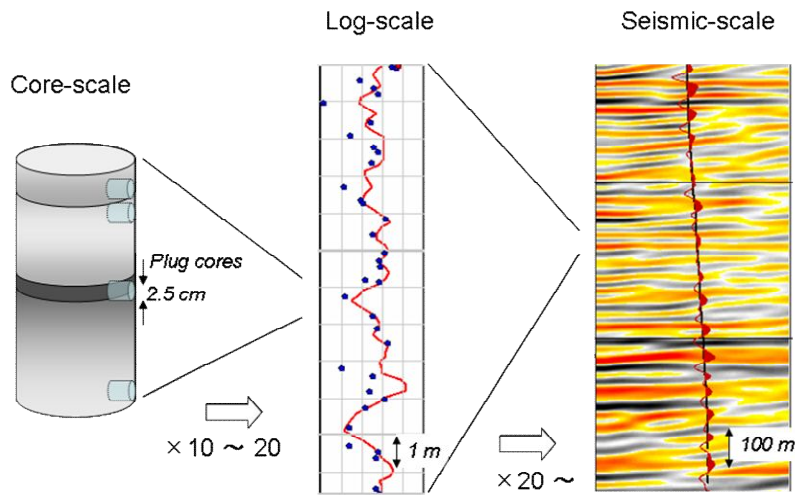 Core-scale
Log-scale
Seismic-scale
Plug cores
2.5 cm
×10 ～ 20
1 m
×20 ～
100 m